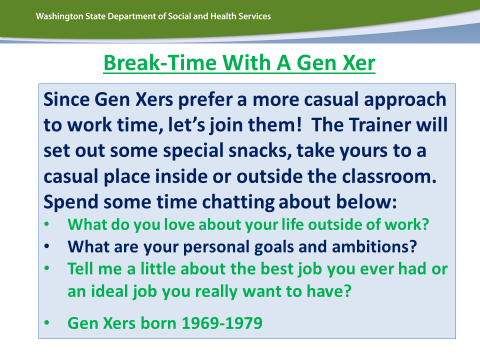 Washington State Department of Social and Health Services
Break-Time With A Gen Xer
Since Gen Xers prefer a more casual approach
to work time, let’s join them!  The Trainer will
set out some special snacks, take yours to a
casual place inside or outside the classroom.
Spend some time chatting about below:
• What do you love about your life outside of work?
• What are your personal goals and ambitions?
• Tell me a little about the best job you ever had or
an ideal job you really want to have?
• Gen Xers born 1969-1979